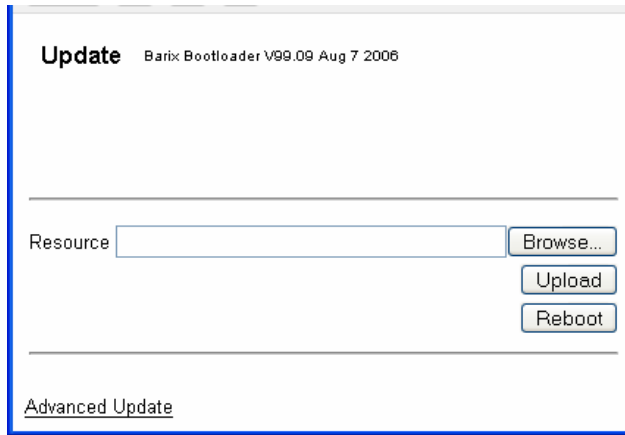 Update Barix Bootloader V99.09 Aug 7 2006
Resource Browse...
Upload
Reboot
Advanced Update